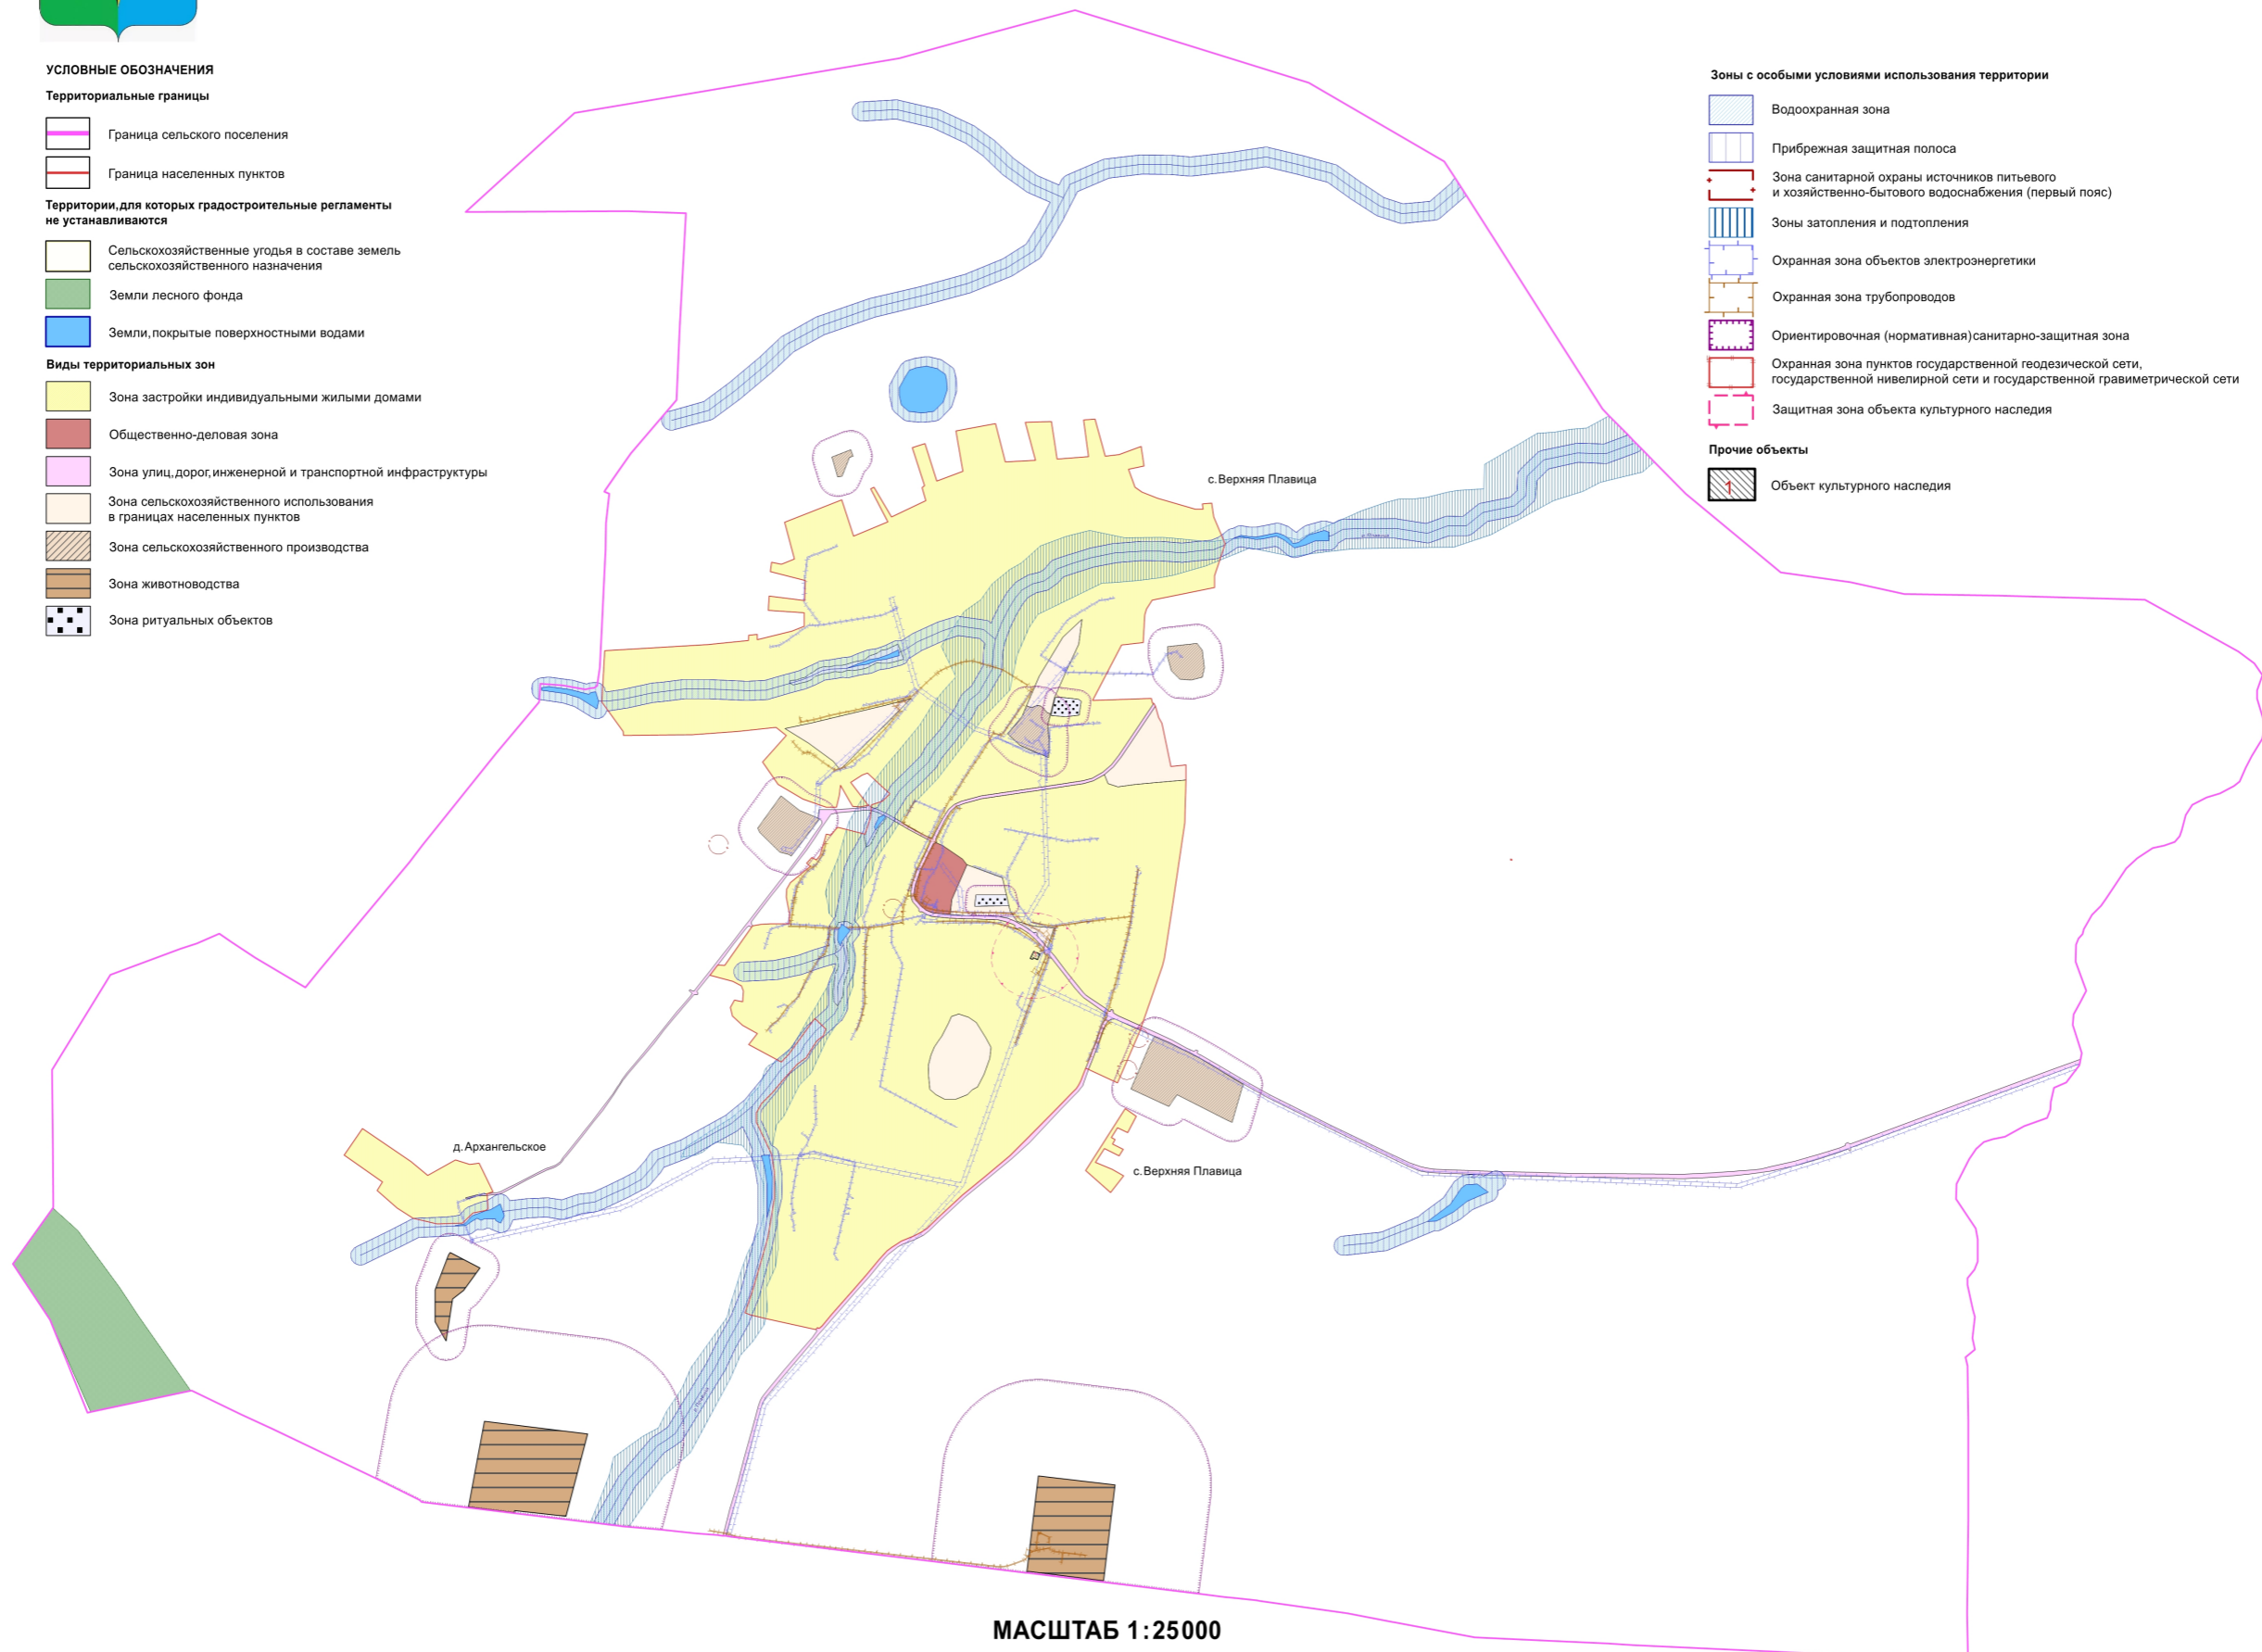 УСЛОВНЫЕ ОБОЗНАЧЕНИЯ
Территориальные границы
Граница сельского поселения
Граница населенных пунктов
Территории, для которых градостроительные регламенты
не устанавливаются
Сельскохозяйственные угодья в составе земель
сельскохозяйственного назначения
Земли лесного фонда
Земли, покрытые поверхностными водами
Виды территориальных зон
Зона застройки индивидуальными жилыми домами
Общественно-деловая зона
Зона улиц, дорог, инженерной и транспортной инфраструктуры
Зона сельскохозяйственного использования
в границах населенных пунктов
Зона сельскохозяйственного производства
Зона животноводства
Зона ритуальных объектов
Зоны с особыми условиями использования территории
Водоохранная зона
Прибрежная защитная полоса
Зона санитарной охраны источников питьевого
и хозяйственно-бытового водоснабжения (первый пояс)
Зоны затопления и подтопления
Охранная зона объектов электроэнергетики
Охранная зона трубопроводов
Ориентировочная (нормативная) санитарно-защитная зона
Охранная зона пунктов государственной геодезической сети,
государственной нивелирной сети и государственной гравиметрической сети
Защитная зона объекта культурного наследия
Прочие объекты
1
Объект культурного наследия
с. Верхняя Плавица
д. Архангельское
с. Верхняя Плавица
МАСШТАБ 1:25000